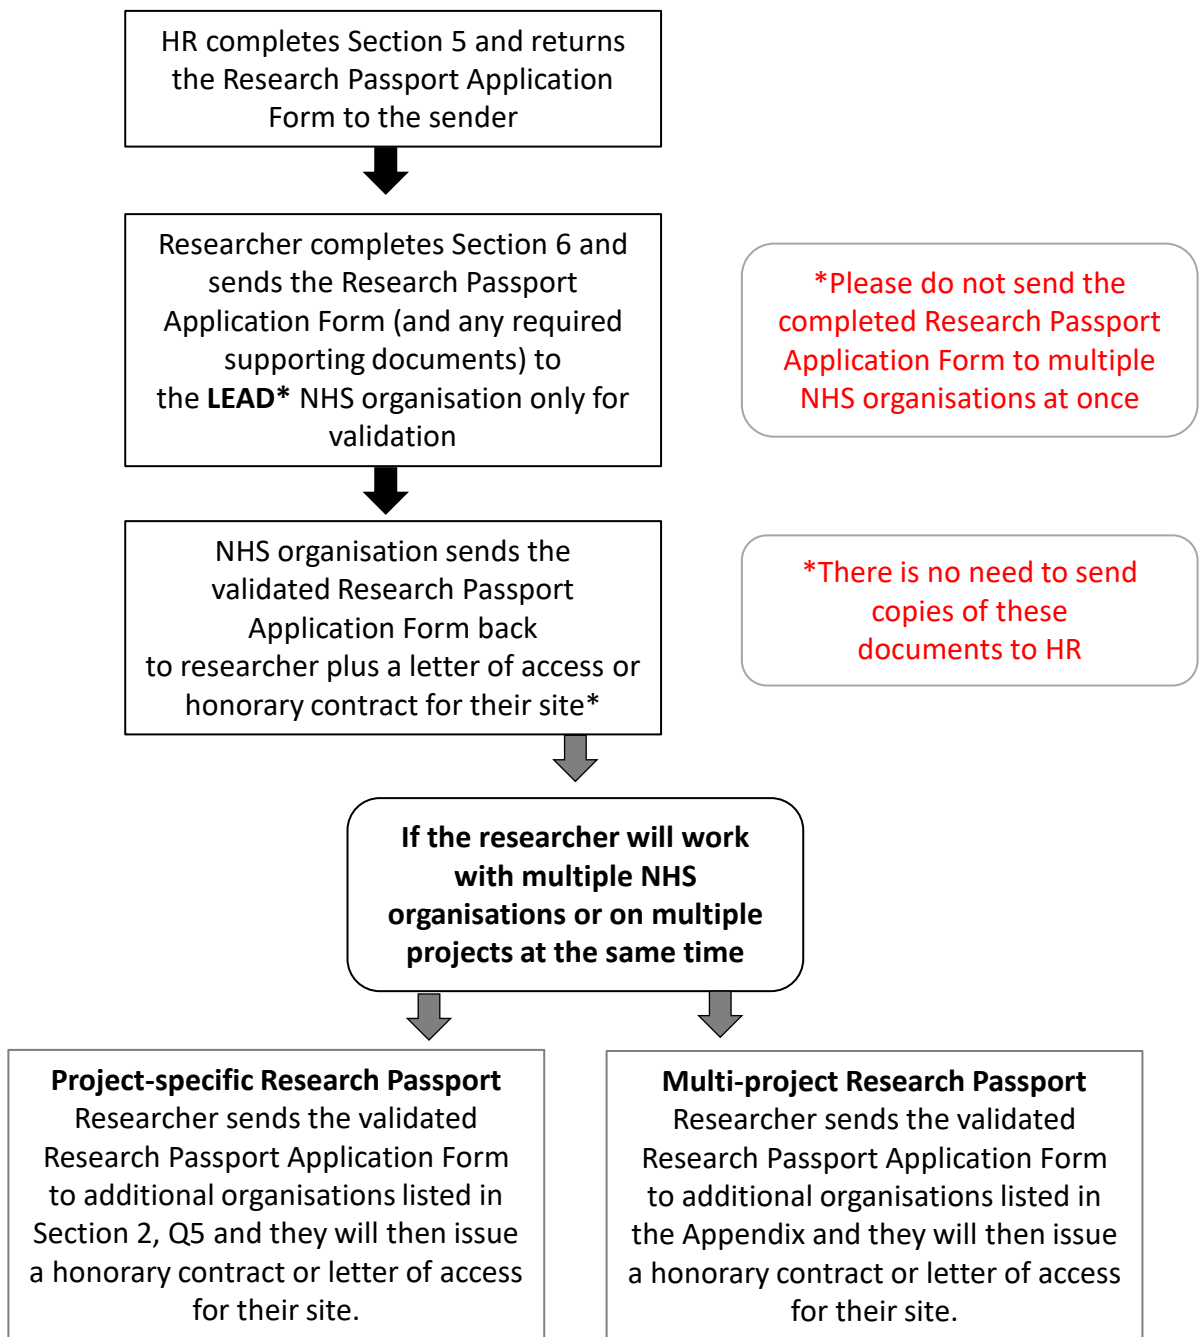 HR completes Section 5 and returns
the Research Passport Application
Form to the sender
Researcher completes Section 6 and
sends the Research Passport
Application Form (and any required
supporting documents) to
the LEAD* NHS organisation only for
validation
*Please do not send the
completed Research Passport
Application Form to multiple
NHS organisations at once
NHS organisation sends the
validated Research Passport
Application Form back
to researcher plus a letter of access or
honorary contract for their site*
*There is no need to send
copies of these
documents to HR
If the researcher will work
with multiple NHS
organisations or on multiple
projects at the same time
Project-specific Research Passport
Researcher sends the validated
Research Passport Application Form
to additional organisations listed in
Section 2, Q5 and they will then issue
a honorary contract or letter of access
for their site.
Multi-project Research Passport
Researcher sends the validated
Research Passport Application Form
to additional organisations listed in
the Appendix and they will then issue
a honorary contract or letter of access
for their site.